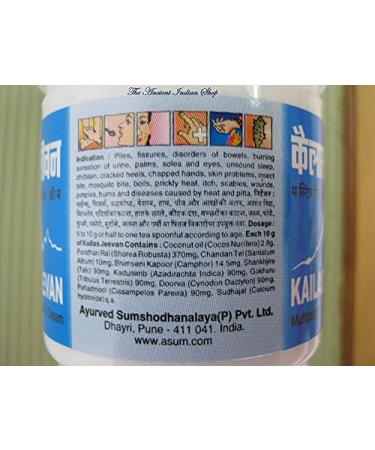 The Ancient Indian Shop
Indication : Piles, fissures, disorders of bowels, burning
sensation of urine, palms, soles and eyes, unsound sleep,
chilblain, cracked heels, chapped hands, skin problems, insect
bite, mosquito bite, boils, prickly heat, itch, scabies, wounds,
pimples, burns and diseases caused by heat and pitta.
Dosage:
5 to 10 g or half to one tea spoonful according to age. Each 10 g
of Kailas Jeevan Contains : Coconut oil (Cocos Nucifera) 2.8g,
Pandhari Ral (Shorea Robusta) 370mg, Chandan Tel (Santalum
Album) 10mg, Bhimseni Kapoor (Camphor) 14.5mg, Shankhjire
(Talc) 90mg, Kadunimb (Azadirachta Indica) 90mg, Gokharu
(Tribulus Terrestris) 90mg, Doorva (Cynodon Dactylon) 90mg,
Pahadmool (Cissampelos Pareira) 90mg, Sudhajal (Calcium
hydroxide) q.s.
Ayurved Sumshodhanalaya(P) Pvt. Ltd.
Dhayri, Pune - 411 041. India.
www.asum.com
वन
EEVAN
Cream
कैला
KAILA